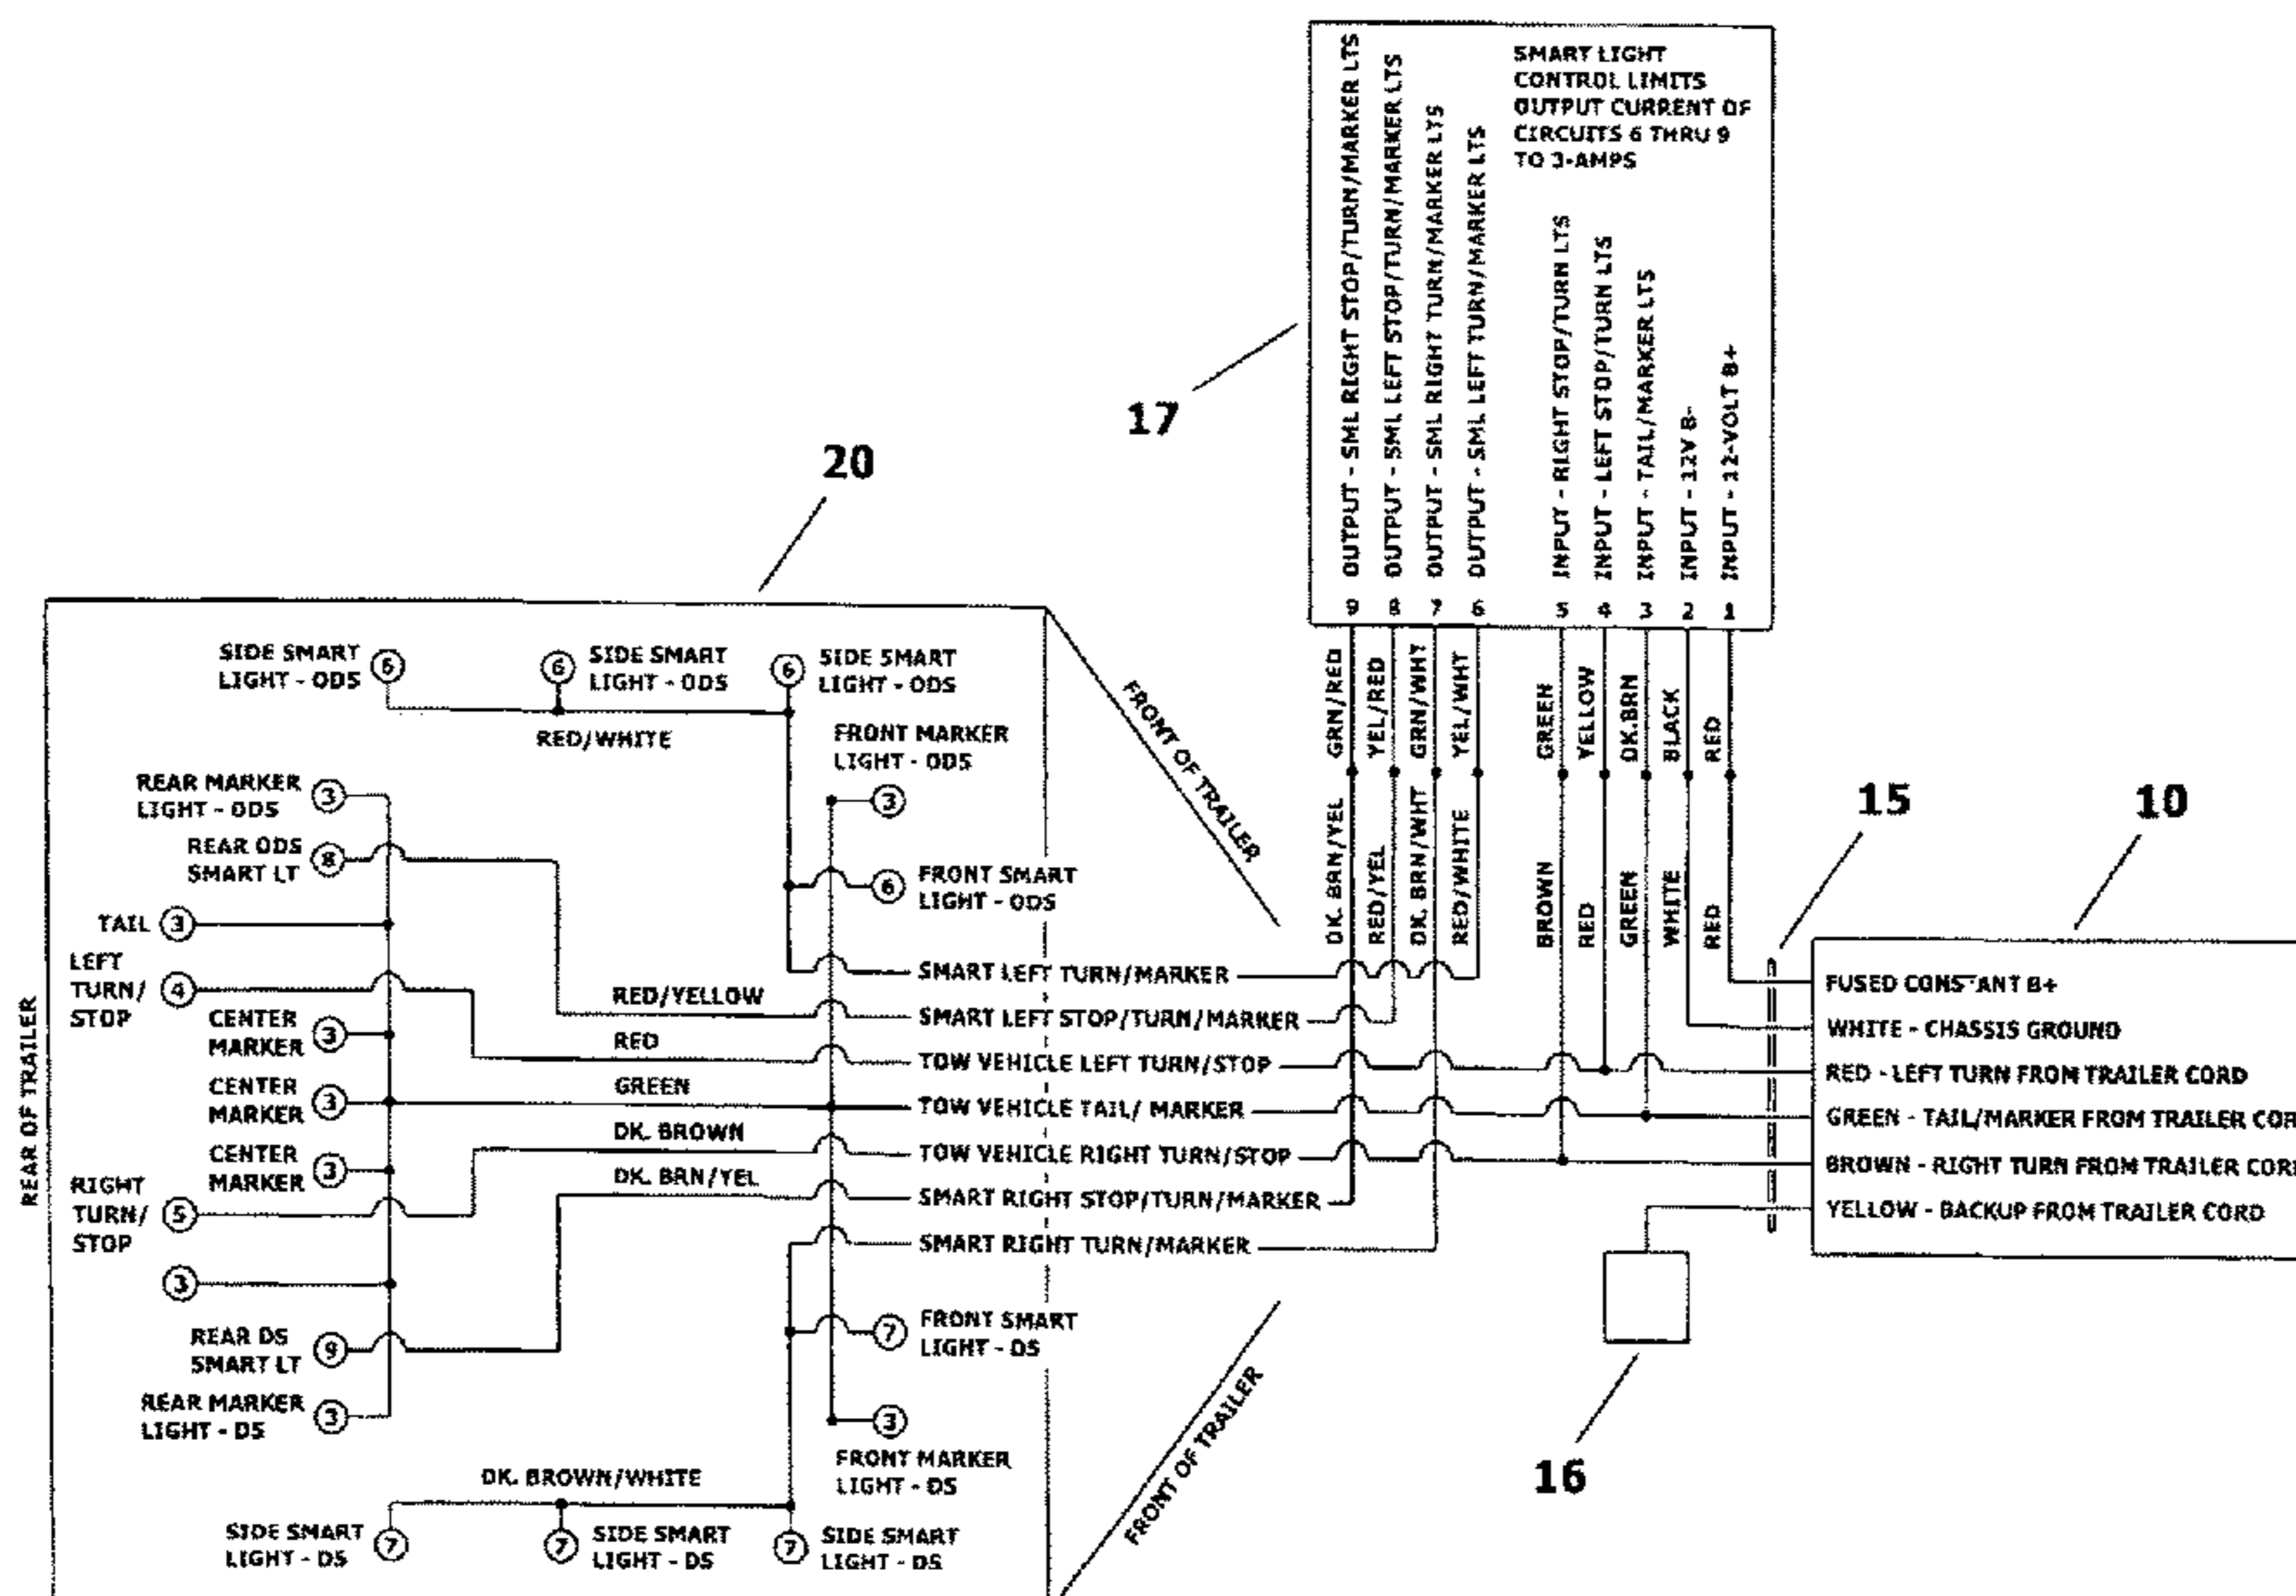 SMART LIGHT
CONTROL LIMITS
OUTPUT CURRENT OF
CIRCUITS 6 THRU 9
TO 3-AMPS
OUTPUT - SML RIGHT STOP/TURN/MARKER LTS
OUTPUT - SML LEFT STOP/TURN/MARKER LTS
OUTPUT - SML RIGHT TURN/MARKER LTS
OUTPUT - SML LEFT TURN/MARKER LTS
INPUT - RIGHT STOP/TURN LTS
INPUT - LEFT STOP/TURN LTS
INPUT - TAIL/MARKER LTS
INPUT - 12V B-
INPUT - 12-VOLT B+
9 8 7 6 5 4 3 2 1
17
GRN/RED
YEL/RED
GRN/WHT
YEL/WHT
GREEN
YELLOW
DK.BRN
BLACK
RED
DK. BRN/YEL
RED/YEL
DK. BRN/WHT
RED/WHITE
BROWN
RED
GREEN
WHITE
RED
20
15
10
FRONT OF TRAILER
REAR OF TRAILER
SIDE SMART
LIGHT - ODS
6
6
SIDE SMART
LIGHT - ODS
6
SIDE SMART
LIGHT - ODS
RED/WHITE
FRONT MARKER
LIGHT - ODS
3
REAR MARKER
LIGHT - ODS
3
REAR ODS
SMART LT
8
6
FRONT SMART
LIGHT - ODS
TAIL 3
LEFT
TURN/
STOP
4
CENTER
MARKER
3
CENTER
MARKER
3
CENTER
MARKER
3
RIGHT
TURN/
STOP
5
3
REAR DS
SMART LT
9
REAR MARKER
LIGHT - DS
3
RED/YELLOW
RED
GREEN
DK. BROWN
DK. BRN/YEL
SMART LEFT TURN/MARKER
SMART LEFT STOP/TURN/MARKER
TOW VEHICLE LEFT TURN/STOP
TOW VEHICLE TAIL/ MARKER
TOW VEHICLE RIGHT TURN/STOP
SMART RIGHT STOP/TURN/MARKER
SMART RIGHT TURN/MARKER
7
FRONT SMART
LIGHT - DS
3
FRONT MARKER
LIGHT - DS
DK. BROWN/WHITE
SIDE SMART
LIGHT - DS
7
7
SIDE SMART
LIGHT - DS
7
SIDE SMART
LIGHT - DS
FRONT OF TRAILER
FUSED CONSTANT B+
WHITE - CHASSIS GROUND
RED - LEFT TURN FROM TRAILER CORD
GREEN - TAIL/MARKER FROM TRAILER COR
BROWN - RIGHT TURN FROM TRAILER CORD
YELLOW - BACKUP FROM TRAILER CORD
16